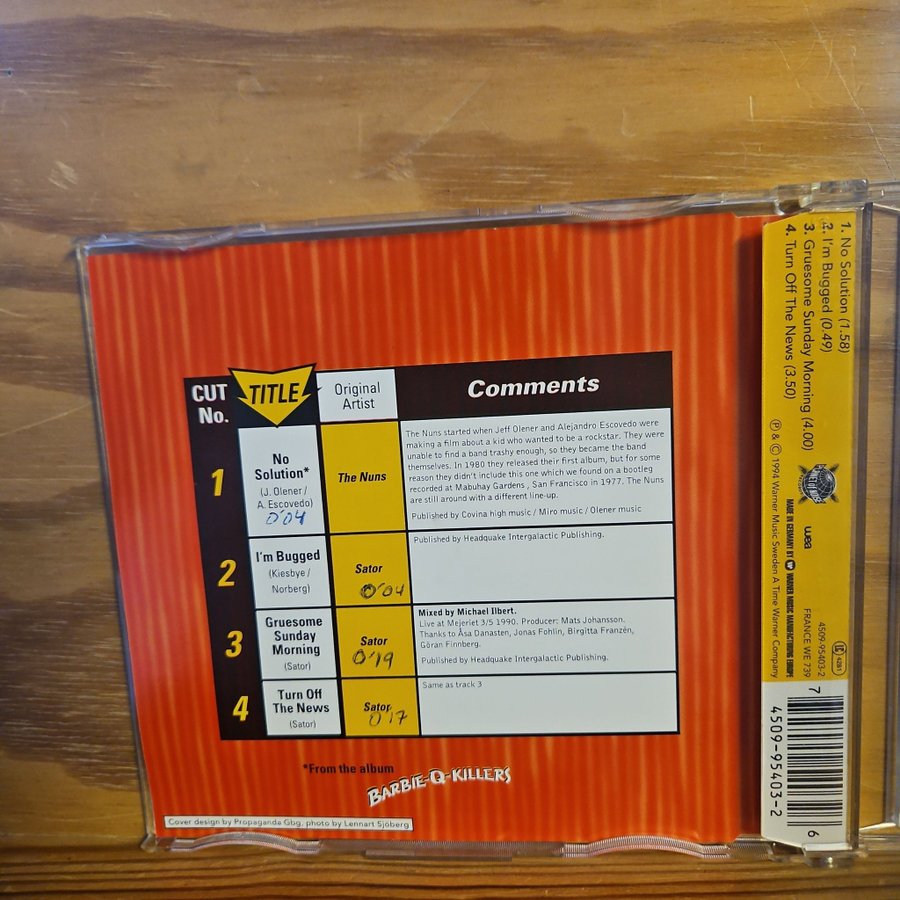 CUT No.
TITLE
Original
Artist
Comments
1
No
Solution*
(J. Olener /
A. Escovedo)
0'04
The Nuns
The Nuns started when Jeff Olener and Alejandro Escovedo were
making a film about a kid who wanted to be a rockstar. They were
unable to find a band trashy enough, so they became the band
themselves. In 1980 they released their first album, but for some
reason they didn't include this one which we found on a bootleg
recorded at Mabuhay Gardens , San Francisco in 1977. The Nuns
are still around with a different line-up.
Published by Covina high music / Miro music / Olener music
2
I'm Bugged
(Kiesbye /
Norberg)
Sator
0'04
Published by Headquake Intergalactic Publishing.
3
Gruesome
Sunday
Morning
(Sator)
Sator
0'19
Mixed by Michael Ilbert.
Live at Mejeriet 3/5 1990. Producer: Mats Johansson.
Thanks to Åsa Danasten, Jonas Fohlin, Birgitta Franzén,
Göran Finnberg.
Published by Headquake Intergalactic Publishing.
4
Turn Off
The News
(Sator)
Sator
0'17
Same as track 3
*From the album
BARBIE-Q-KILLERS
Cover design by Propaganda Gbg, photo by Lennart Sjöberg
1. No Solution (1.58)
2. I'm Bugged (0.49)
3. Gruesome Sunday Morning (4.00)
4. Turn Off The News (3.50)
wea
MADE IN GERMANY BY WARNER MUSIC MANUFACTURING EUROPE
℗ & © 1994 Warner Music Sweden A Time Warner Company
4509-95403-2
FRANCE WE 739
LC 4281
7
4509-95403-2
6